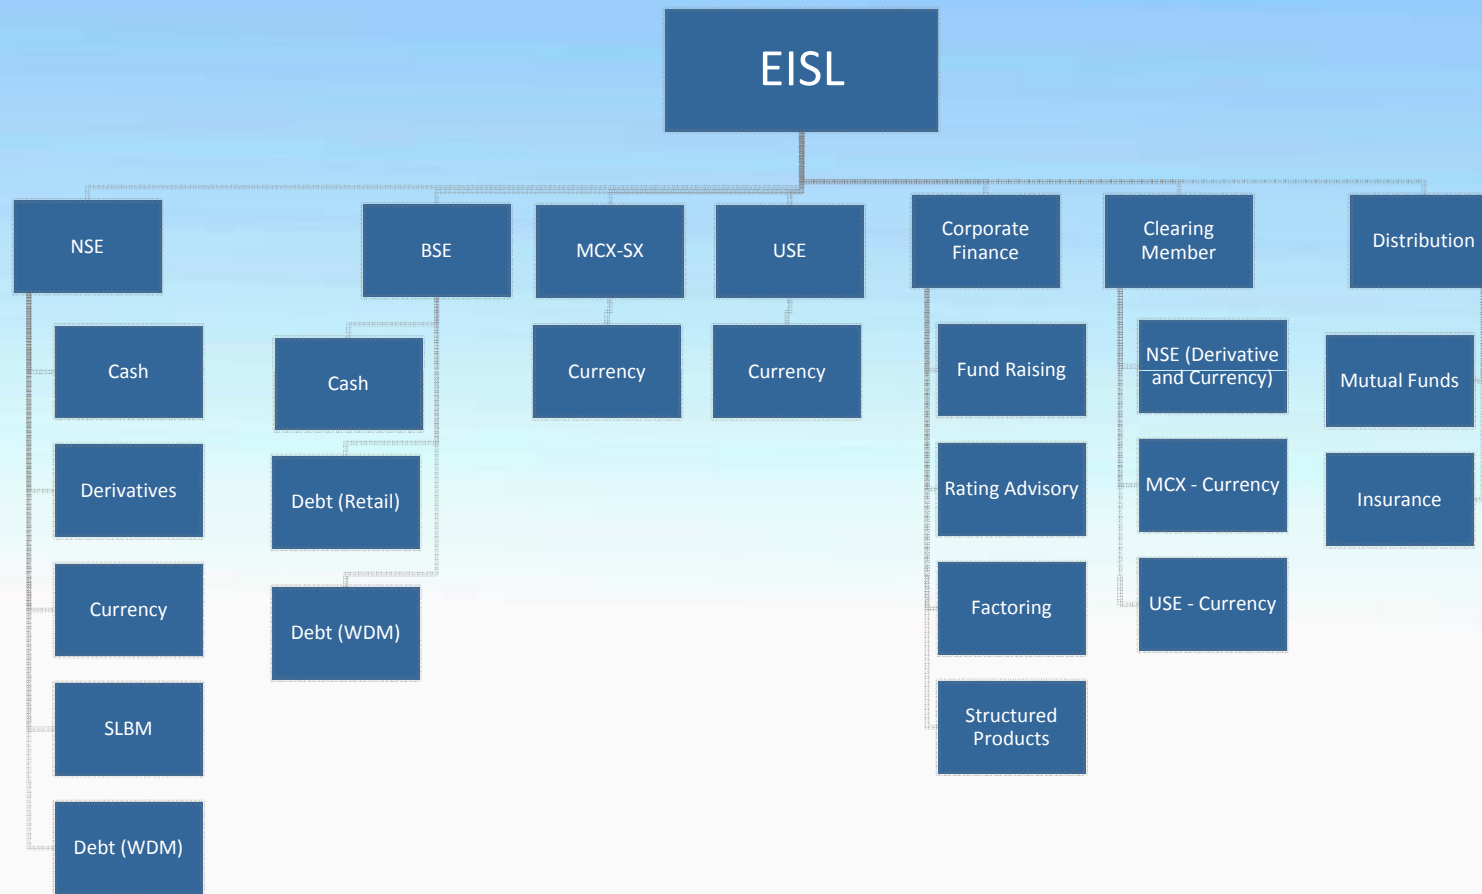 EISL
NSE
BSE
MCX-SX
USE
Corporate
Finance
Clearing
Member
Distribution
Cash
Derivatives
Currency
SLBM
Debt (WDM)
Cash
Debt (Retail)
Debt (WDM)
Currency
Currency
Fund Raising
Rating Advisory
Factoring
Structured
Products
NSE (Derivative
and Currency)
MCX - Currency
USE - Currency
Mutual Funds
Insurance